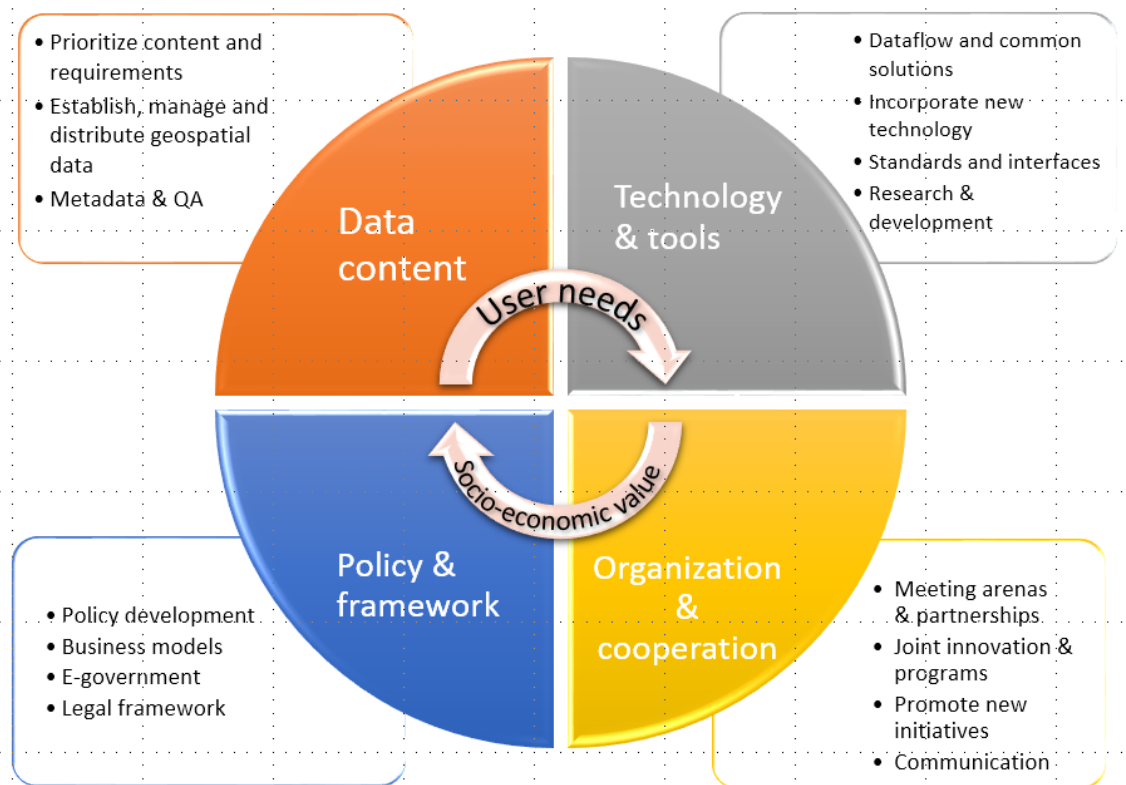 • Prioritize content and
requirements
• Establish, manage and
distribute geospatial
data
• Metadata & QA
• Dataflow and common
solutions
• Incorporate new
technology
• Standards and interfaces
• Research &
development
Data
content
Technology
& tools
User needs
Socio-economic value
Policy &
framework
Organization
&
cooperation
• Policy development
• Business models
• E-government
• Legal framework
• Meeting arenas
& partnerships
• Joint innovation &
programs
• Promote new
initiatives
• Communication